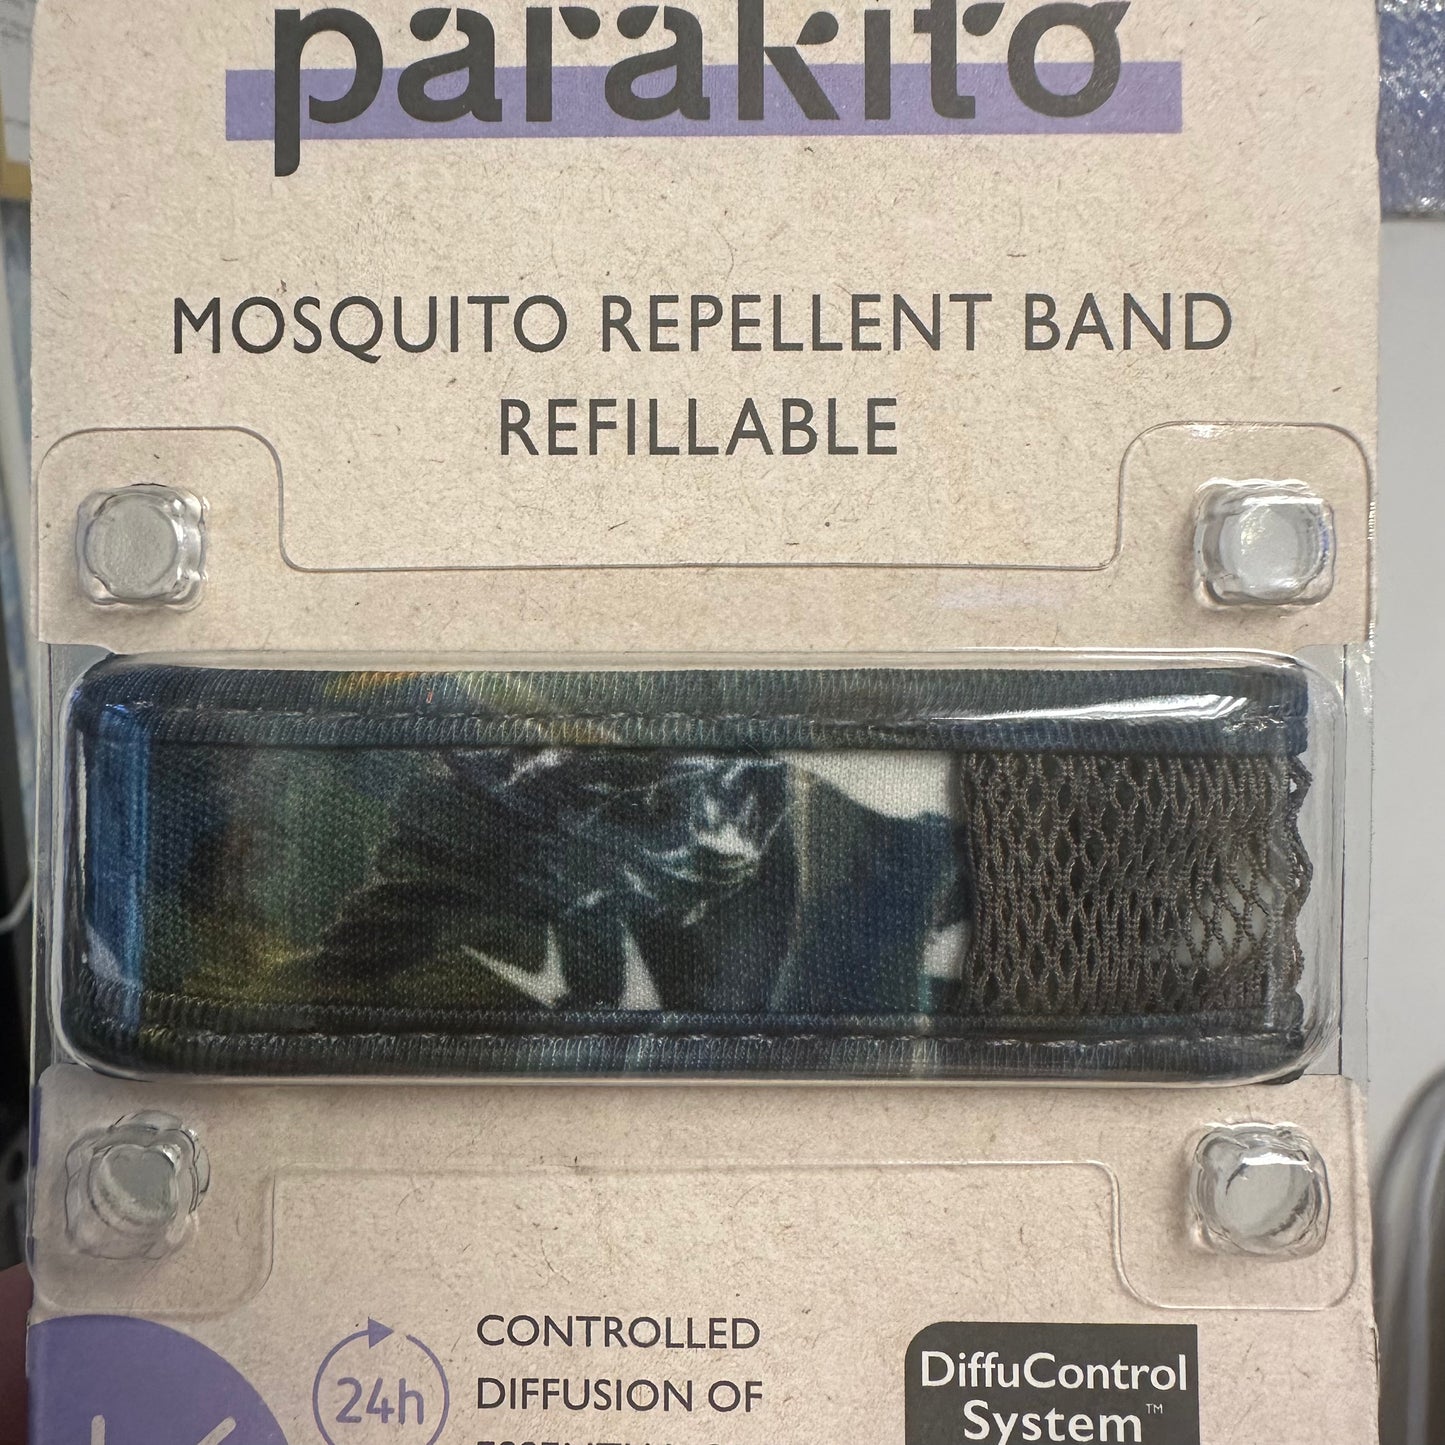 parakito
MOSQUITO REPELLENT BAND
REFILLABLE
24h
CONTROLLED
DIFFUSION OF
DiffuControl
System™